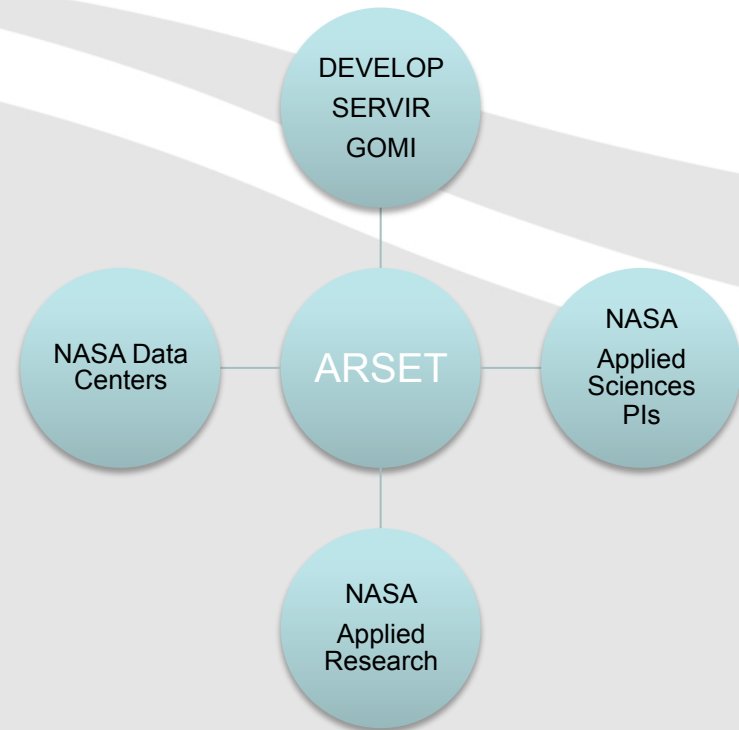 DEVELOP
SERVIR
GOMI
NASA Data
Centers
ARSET
NASA
Applied
Sciences
PIs
NASA
Applied
Research